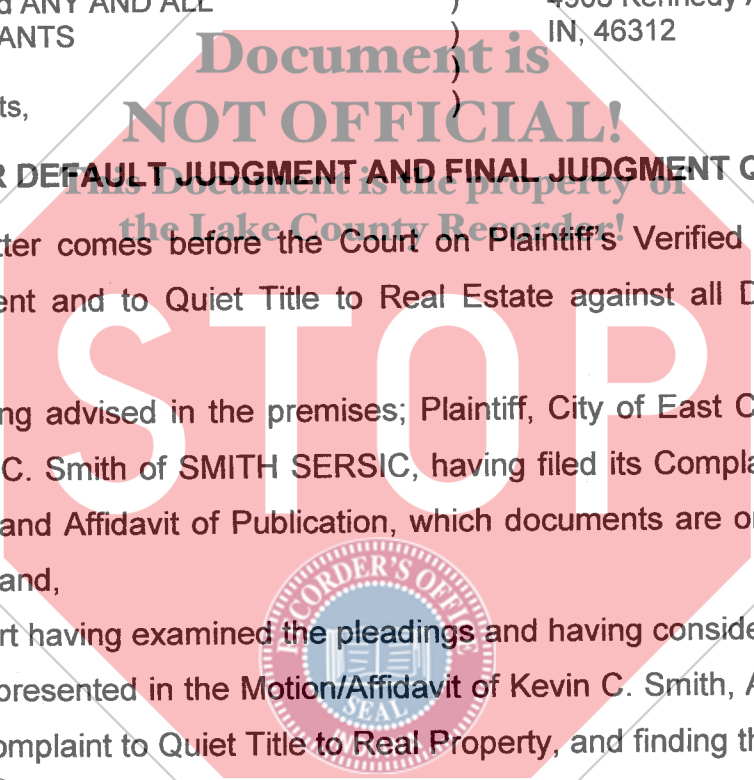 d ANY AND ALL ) 4908 Kennedy A
ANTS ) IN, 46312
Document is )
ts, )
NOT OFFICIAL!
R DEFAULT JUDGMENT AND FINAL JUDGMENT Q
This Document is the property of
the Lake County Recorder!
tter comes before the Court on Plaintiff's Verified
ent and to Quiet Title to Real Estate against all D
STOP
ng advised in the premises; Plaintiff, City of East C
C. Smith of SMITH SERSIC, having filed its Compla
and Affidavit of Publication, which documents are o
and,
RECORDER'S OFFICE
rt having examined the pleadings and having conside
presented in the Motion/Affidavit of Kevin C. Smith, A
SEAL
omplaint to Quiet Title to Real Property, and finding th